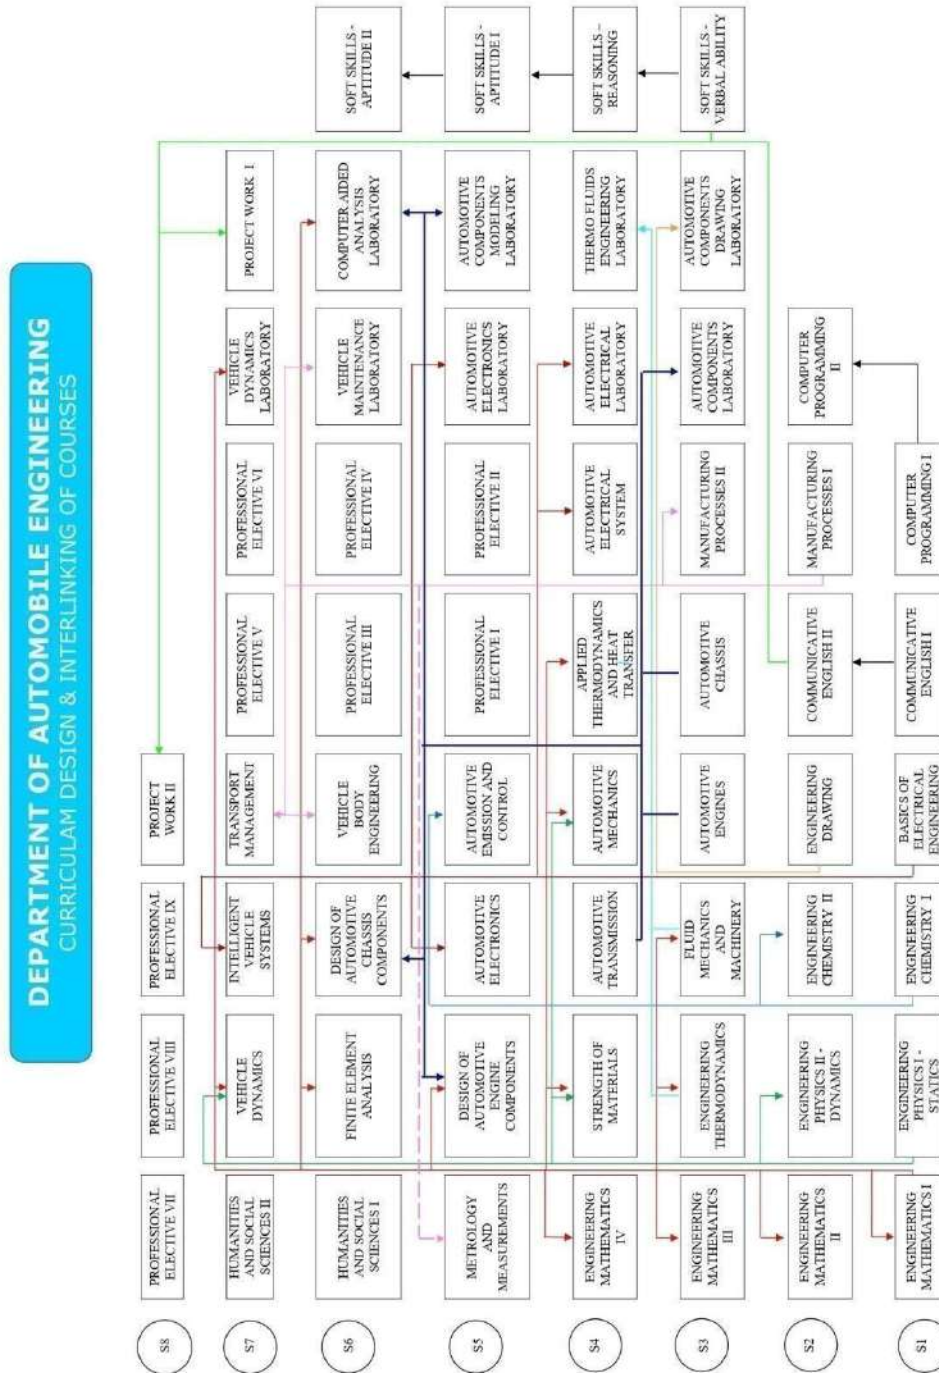 DEPARTMENT OF AUTOMOBILE ENGINEERING
CURRICULAM DESIGN & INTERLINKING OF COURSES
S8
PROFESSIONAL
ELECTIVE VII
PROFESSIONAL
ELECTIVE VIII
PROFESSIONAL
ELECTIVE IX
PROJECT
WORK II
S7
HUMANITIES
AND SOCIAL
SCIENCES II
VEHICLE
DYNAMICS
INTELLIGENT
VEHICLE
SYSTEMS
TRANSPORT
MANAGEMENT
PROFESSIONAL
ELECTIVE V
PROFESSIONAL
ELECTIVE VI
VEHICLE
DYNAMICS
LABORATORY
PROJECT WORK I
S6
HUMANITIES
AND SOCIAL
SCIENCES I
FINITE ELEMENT
ANALYSIS
DESIGN OF
AUTOMOTIVE
CHASSIS
COMPONENTS
VEHICLE
BODY
ENGINEERING
PROFESSIONAL
ELECTIVE III
PROFESSIONAL
ELECTIVE IV
VEHICLE
MAINTENANCE
LABORATORY
COMPUTER AIDED
ANALYSIS
LABORATORY
SOFT SKILLS -
APTITUDE II
S5
METROLOGY
AND
MEASUREMENTS
DESIGN OF
AUTOMOTIVE
ENGINE
COMPONENTS
AUTOMOTIVE
ELECTRONICS
AUTOMOTIVE
EMISSION AND
CONTROL
PROFESSIONAL
ELECTIVE I
PROFESSIONAL
ELECTIVE II
AUTOMOTIVE
ELECTRONICS
LABORATORY
AUTOMOTIVE
COMPONENTS
MODELING
LABORATORY
SOFT SKILLS -
APTITUDE I
S4
ENGINEERING
MATHEMATICS
IV
STRENGTH OF
MATERIALS
AUTOMOTIVE
TRANSMISSION
AUTOMOTIVE
MECHANICS
APPLIED
THERMODYNAMICS
AND HEAT
TRANSFER
AUTOMOTIVE
ELECTRICAL
SYSTEM
AUTOMOTIVE
ELECTRICAL
LABORATORY
THERMO FLUIDS
ENGINEERING
LABORATORY
SOFT SKILLS –
REASONING
S3
ENGINEERING
MATHEMATICS
III
ENGINEERING
THERMODYNAMICS
FLUID
MECHANICS
AND
MACHINERY
AUTOMOTIVE
ENGINES
AUTOMOTIVE
CHASSIS
MANUFACTURING
PROCESSES II
AUTOMOTIVE
COMPONENTS
LABORATORY
AUTOMOTIVE
COMPONENTS
DRAWING
LABORATORY
SOFT SKILLS -
VERBAL ABILITY
S2
ENGINEERING
MATHEMATICS
II
ENGINEERING
PHYSICS II -
DYNAMICS
ENGINEERING
CHEMISTRY II
ENGINEERING
DRAWING
COMMUNICATIVE
ENGLISH II
MANUFACTURING
PROCESSES I
COMPUTER
PROGRAMMING
II
S1
ENGINEERING
MATHEMATICS I
ENGINEERING
PHYSICS I -
STATICS
ENGINEERING
CHEMISTRY I
BASICS OF
ELECTRICAL
ENGINEERING
COMMUNICATIVE
ENGLISH I
COMPUTER
PROGRAMMING I